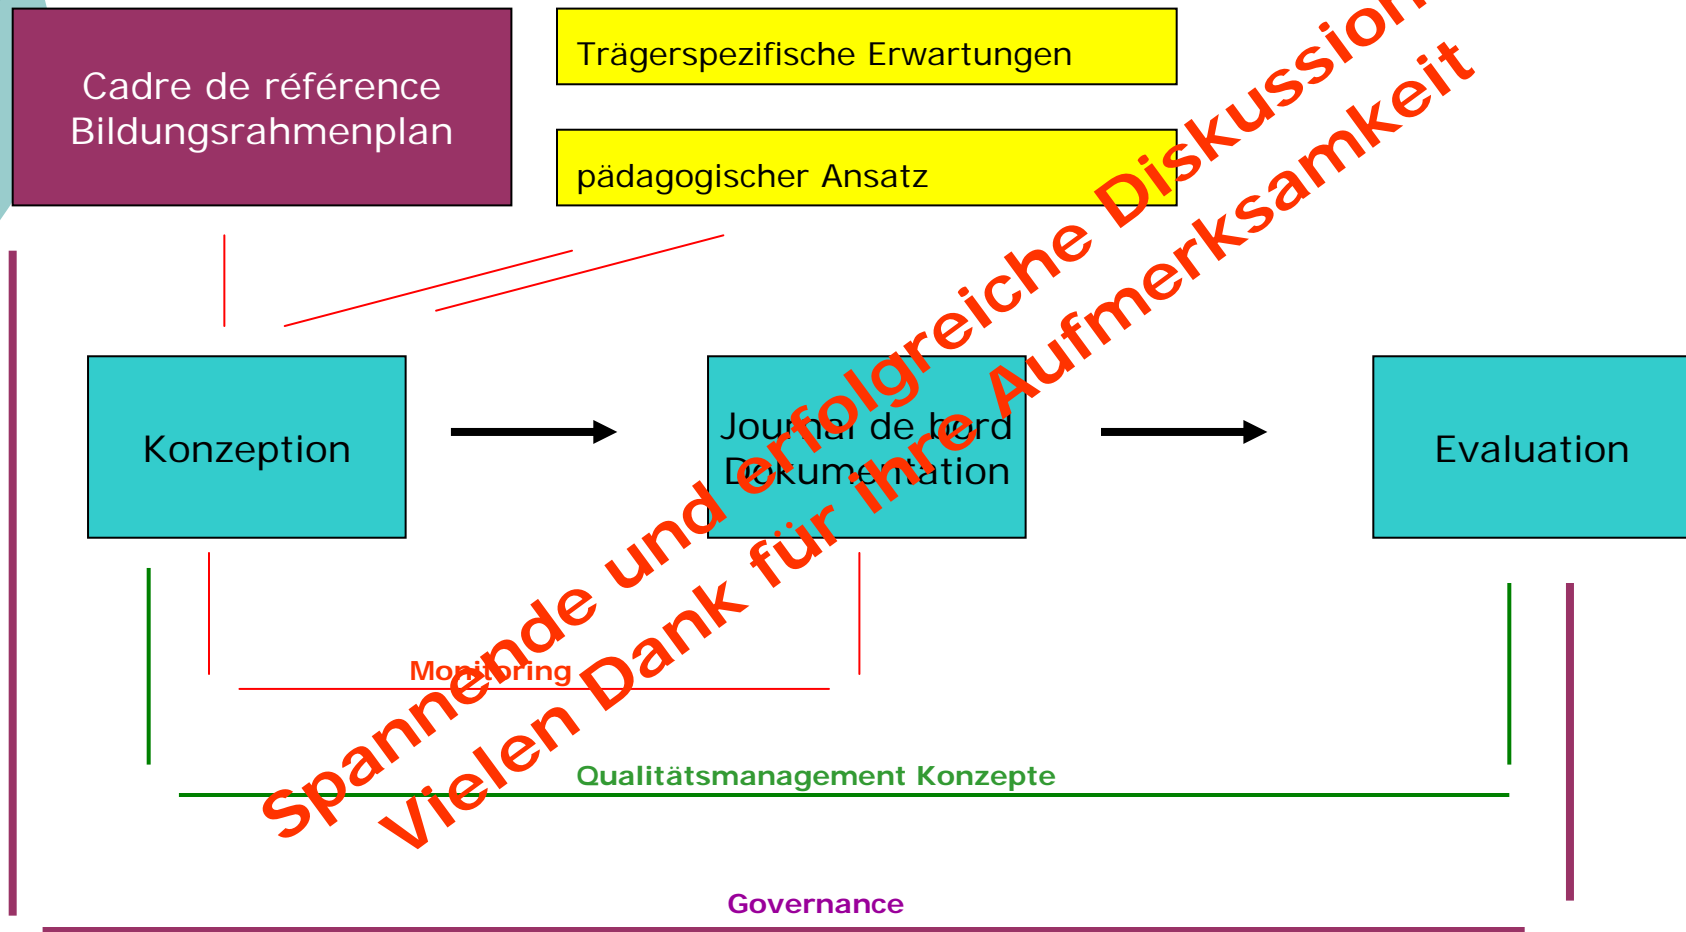 Cadre de référence
Bildungsrahmenplan
Trägerspezifische Erwartungen
pädagogischer Ansatz
Konzeption
Journal de bord
Dokumentation
Evaluation
Spannende und erfolgreiche Diskussion
Vielen Dank für ihre Aufmerksamkeit
Monitoring
Qualitätsmanagement Konzepte
Governance